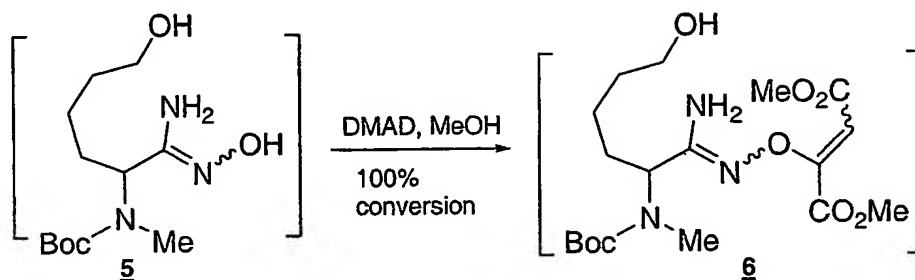 OH
NH₂
OH
N
N
Boc
Me
5
DMAD, MeOH
100%
conversion
OH
MeO₂C
NH₂
O
N
CO₂Me
N
Boc
Me
6